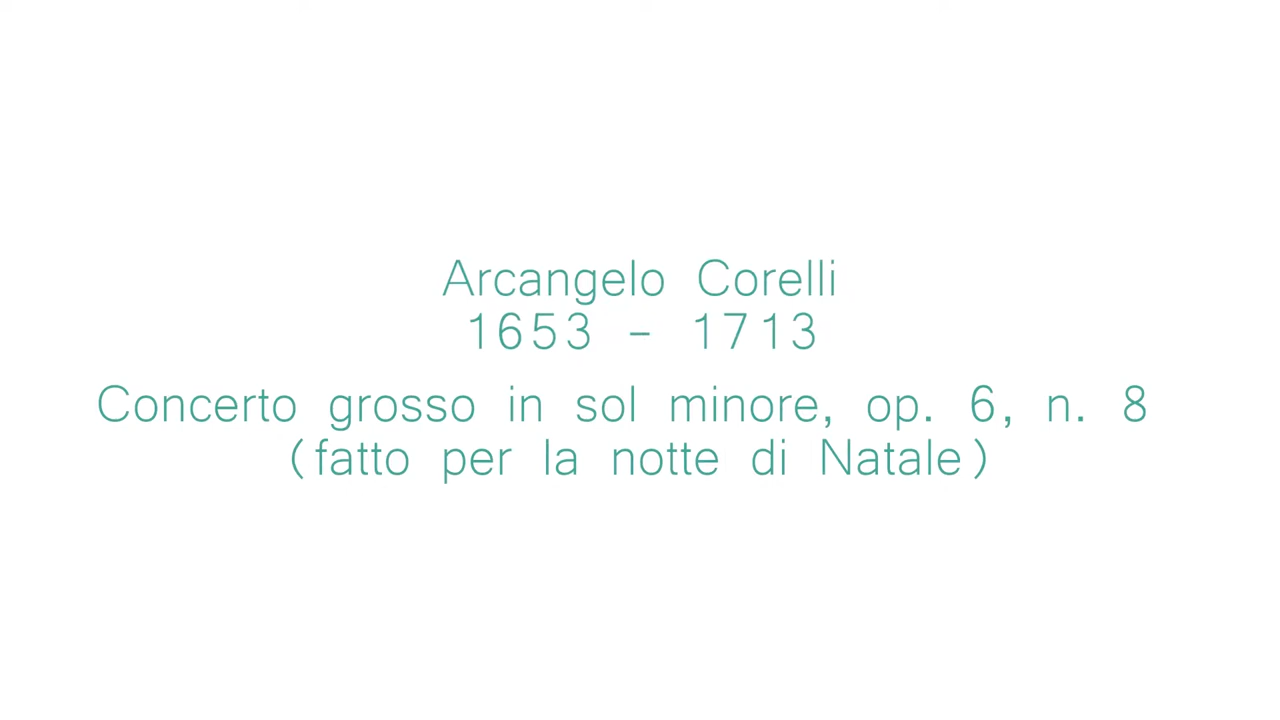 Arcangelo Corelli
1653 – 1713
Concerto grosso in sol minore, op. 6, n. 8
(fatto per la notte di Natale)